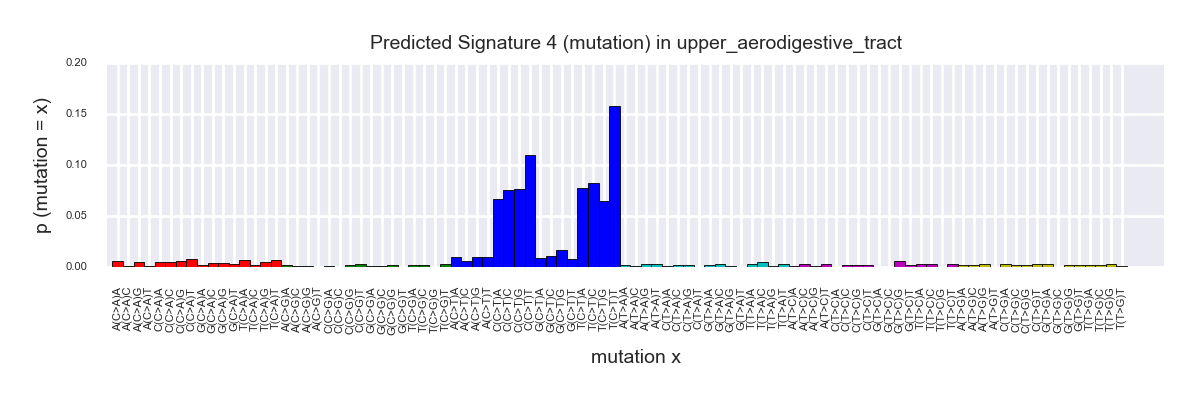 Predicted Signature 4 (mutation) in upper_aerodigestive_tract
p (mutation = x)
0.20
0.15
0.10
0.05
0.00
A(C>A)A
A(C>A)C
A(C>A)G
A(C>A)T
C(C>A)A
C(C>A)C
C(C>A)G
C(C>A)T
G(C>A)A
G(C>A)C
G(C>A)G
G(C>A)T
T(C>A)A
T(C>A)C
T(C>A)G
T(C>A)T
A(C>G)A
A(C>G)C
A(C>G)G
A(C>G)T
C(C>G)A
C(C>G)C
C(C>G)G
C(C>G)T
G(C>G)A
G(C>G)C
G(C>G)G
G(C>G)T
T(C>G)A
T(C>G)C
T(C>G)G
T(C>G)T
A(C>T)A
A(C>T)C
A(C>T)G
A(C>T)T
C(C>T)A
C(C>T)C
C(C>T)G
C(C>T)T
G(C>T)A
G(C>T)C
G(C>T)G
G(C>T)T
T(C>T)A
T(C>T)C
T(C>T)G
T(C>T)T
A(T>A)A
A(T>A)C
A(T>A)G
A(T>A)T
C(T>A)A
C(T>A)C
C(T>A)G
C(T>A)T
G(T>A)A
G(T>A)C
G(T>A)G
G(T>A)T
T(T>A)A
T(T>A)C
T(T>A)G
T(T>A)T
A(T>C)A
A(T>C)C
A(T>C)G
A(T>C)T
C(T>C)A
C(T>C)C
C(T>C)G
C(T>C)T
G(T>C)A
G(T>C)C
G(T>C)G
G(T>C)T
T(T>C)A
T(T>C)C
T(T>C)G
T(T>C)T
A(T>G)A
A(T>G)C
A(T>G)G
A(T>G)T
C(T>G)A
C(T>G)C
C(T>G)G
C(T>G)T
G(T>G)A
G(T>G)C
G(T>G)G
G(T>G)T
T(T>G)A
T(T>G)C
T(T>G)G
T(T>G)T
mutation x